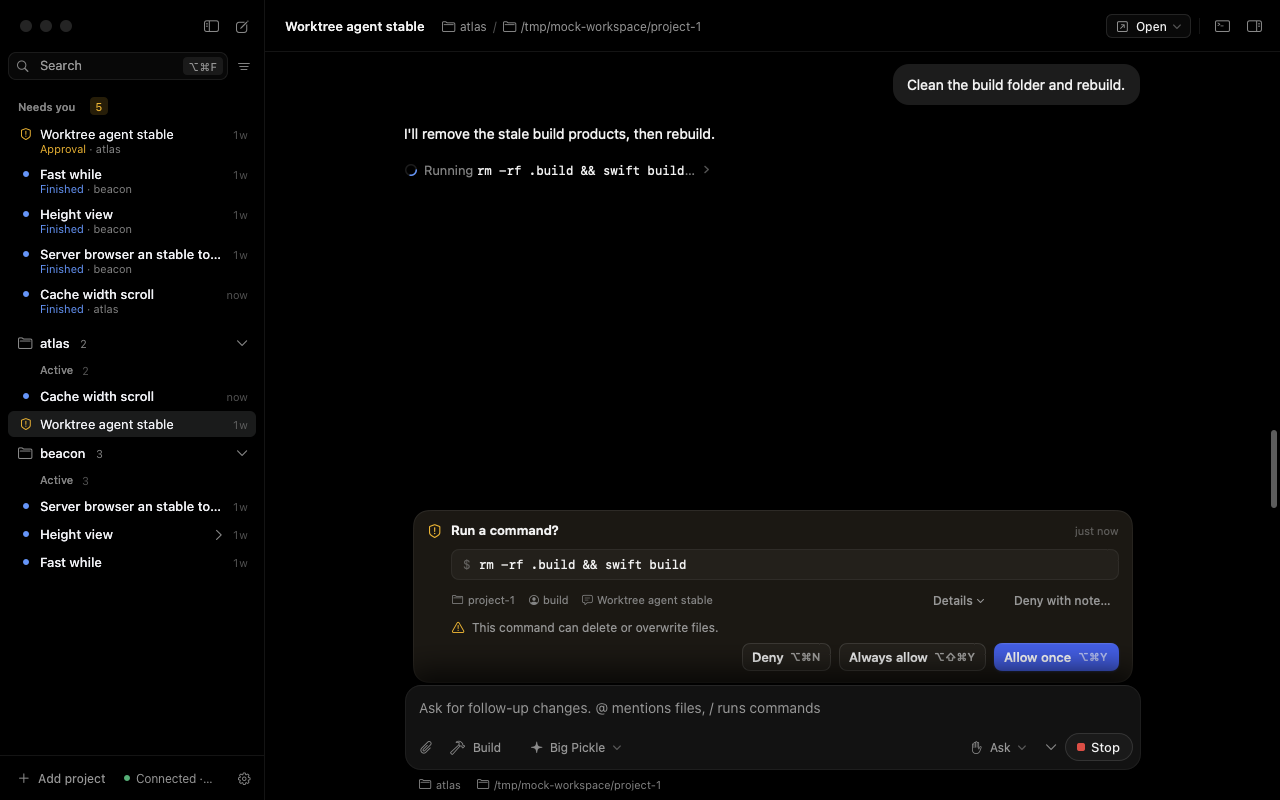 Search ⌥⌘F
Needs you 5
Worktree agent stable 1w
Approval · atlas
Fast while 1w
Finished · beacon
Height view 1w
Finished · beacon
Server browser an stable to... 1w
Finished · beacon
Cache width scroll now
Finished · atlas
atlas 2
Active 2
Cache width scroll now
Worktree agent stable 1w
beacon 3
Active 3
Server browser an stable to... 1w
Height view 1w
Fast while 1w
Add project Connected ·...
Worktree agent stable atlas / /tmp/mock-workspace/project-1 Open
Clean the build folder and rebuild.
I'll remove the stale build products, then rebuild.
Running rm -rf .build && swift build...
Run a command? just now
$ rm -rf .build && swift build
project-1 build Worktree agent stable Details Deny with note...
This command can delete or overwrite files.
Deny ⌥⌘N Always allow ⌥⇧⌘Y Allow once ⌥⌘Y
Ask for follow-up changes. @ mentions files, / runs commands
Build Big Pickle Ask Stop
atlas /tmp/mock-workspace/project-1